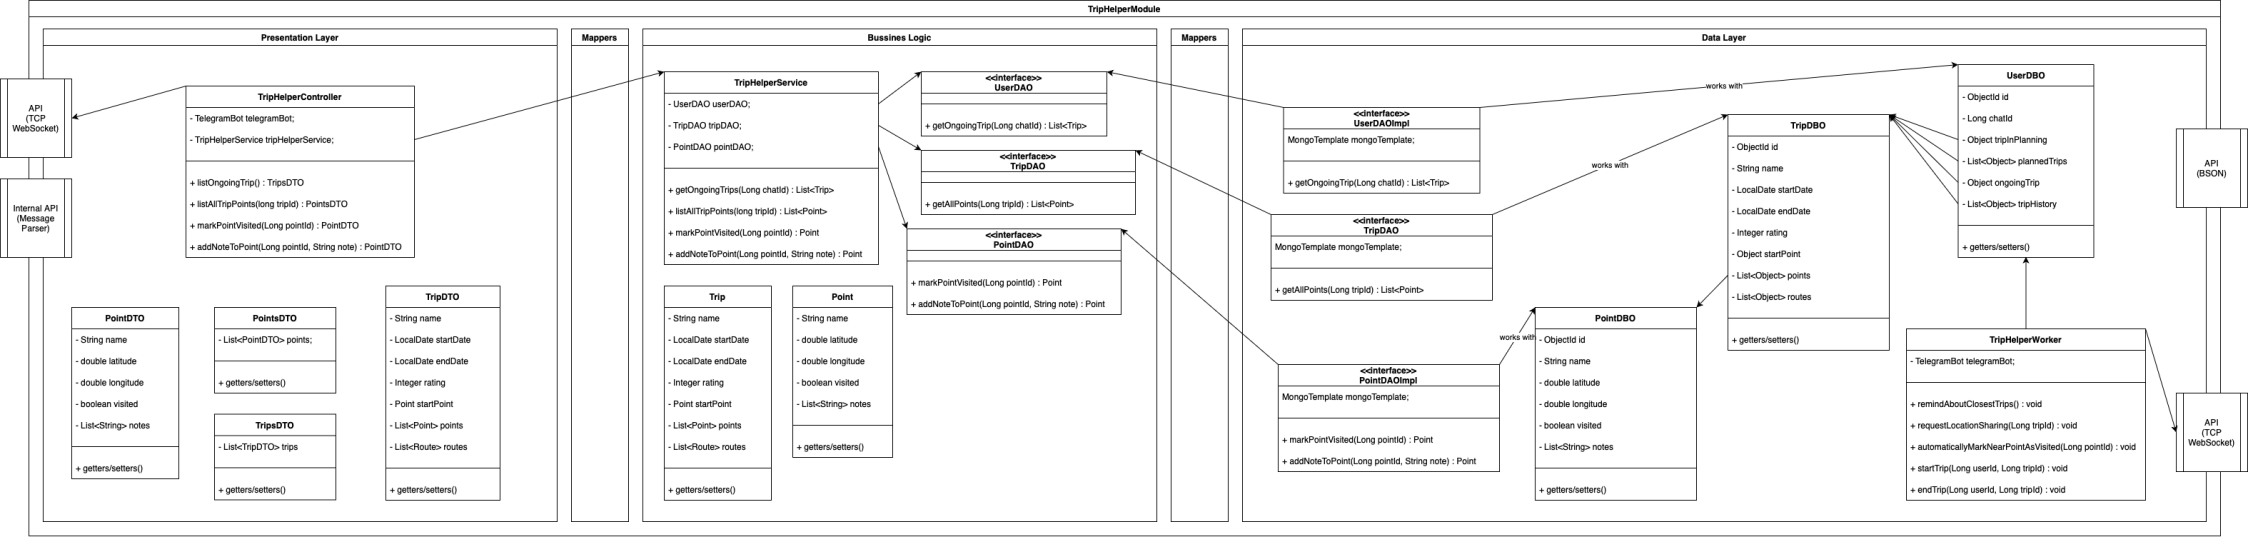 TripHelperModule
Presentation Layer
API
(TCP
WebSocket)
Internal API
(Message
Parser)
TripHelperController
- TelegramBot telegramBot;
- TripHelperService tripHelperService;
+ listOngoingTrip() : TripsDTO
+ listAllTripPoints(long tripId) : PointsDTO
+ markPointVisited(Long pointId) : PointDTO
+ addNoteToPoint(Long pointId, String note) : PointDTO
PointDTO
- String name
- double latitude
- double longitude
- boolean visited
- List<String> notes
+ getters/setters()
PointsDTO
- List<PointDTO> points;
+ getters/setters()
TripsDTO
- List<TripDTO> trips
+ getters/setters()
TripDTO
- String name
- LocalDate startDate
- LocalDate endDate
- Integer rating
- Point startPoint
- List<Point> points
- List<Route> routes
+ getters/setters()
Mappers
Bussines Logic
TripHelperService
- UserDAO userDAO;
- TripDAO tripDAO;
- PointDAO pointDAO;
+ getOngoingTrips(Long chatId) : List<Trip>
+ listAllTripPoints(long tripId) : List<Point>
+ markPointVisited(Long pointId) : Point
+ addNoteToPoint(Long pointId, String note) : Point
<<interface>>
UserDAO
+ getOngoingTrip(Long chatId) : List<Trip>
<<interface>>
TripDAO
+ getAllPoints(Long tripId) : List<Point>
<<interface>>
PointDAO
+ markPointVisited(Long pointId) : Point
+ addNoteToPoint(Long pointId, String note) : Point
Trip
- String name
- LocalDate startDate
- LocalDate endDate
- Integer rating
- Point startPoint
- List<Point> points
- List<Route> routes
+ getters/setters()
Point
- String name
- double latitude
- double longitude
- boolean visited
- List<String> notes
+ getters/setters()
Mappers
Data Layer
<<interface>>
UserDAOImpl
MongoTemplate mongoTemplate;
+ getOngoingTrip(Long chatId) : List<Trip>
<<interface>>
TripDAO
MongoTemplate mongoTemplate;
+ getAllPoints(Long tripId) : List<Point>
<<interface>>
PointDAOImpl
MongoTemplate mongoTemplate;
+ markPointVisited(Long pointId) : Point
+ addNoteToPoint(Long pointId, String note) : Point
works with
works with
works with
PointDBO
- ObjectId id
- String name
- double latitude
- double longitude
- boolean visited
- List<String> notes
+ getters/setters()
TripDBO
- ObjectId id
- String name
- LocalDate startDate
- LocalDate endDate
- Integer rating
- Object startPoint
- List<Object> points
- List<Object> routes
+ getters/setters()
UserDBO
- ObjectId id
- Long chatId
- Object tripInPlanning
- List<Object> plannedTrips
- Object ongoingTrip
- List<Object> tripHistory
+ getters/setters()
TripHelperWorker
- TelegramBot telegramBot;
+ remindAboutClosestTrips() : void
+ requestLocationSharing(Long tripId) : void
+ automaticallyMarkNearPointAsVisited(Long pointId) : void
+ startTrip(Long userId, Long tripId) : void
+ endTrip(Long userId, Long tripId) : void
API
(BSON)
API
(TCP
WebSocket)